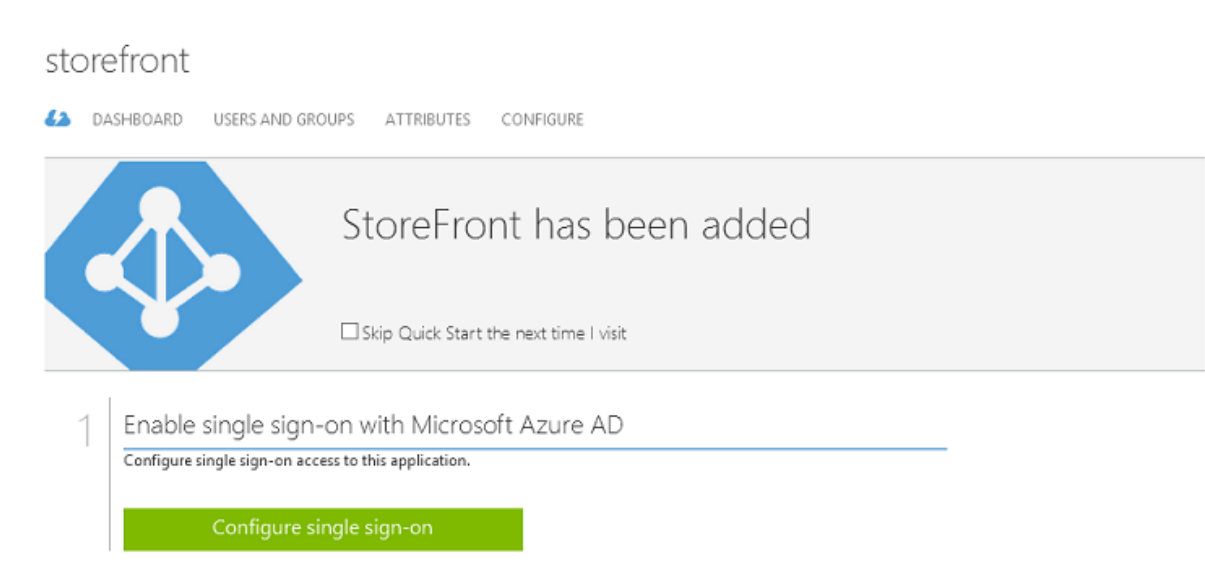 storefront
DASHBOARD USERS AND GROUPS ATTRIBUTES CONFIGURE
StoreFront has been added
Skip Quick Start the next time I visit
1 Enable single sign-on with Microsoft Azure AD
Configure single sign-on access to this application.
Configure single sign-on